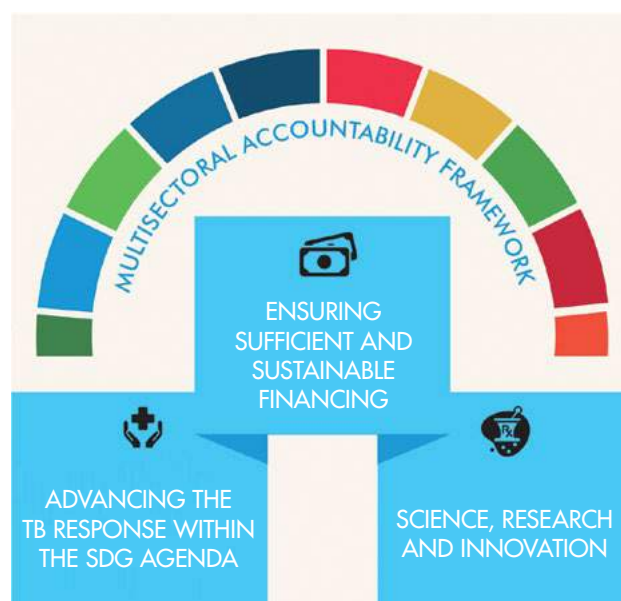 MULTISECTORAL ACCOUNTABILITY FRAMEWORK
ENSURING
SUFFICIENT AND
SUSTAINABLE
FINANCING
ADVANCING THE
TB RESPONSE WITHIN
THE SDG AGENDA
Rx
SCIENCE, RESEARCH
AND INNOVATION